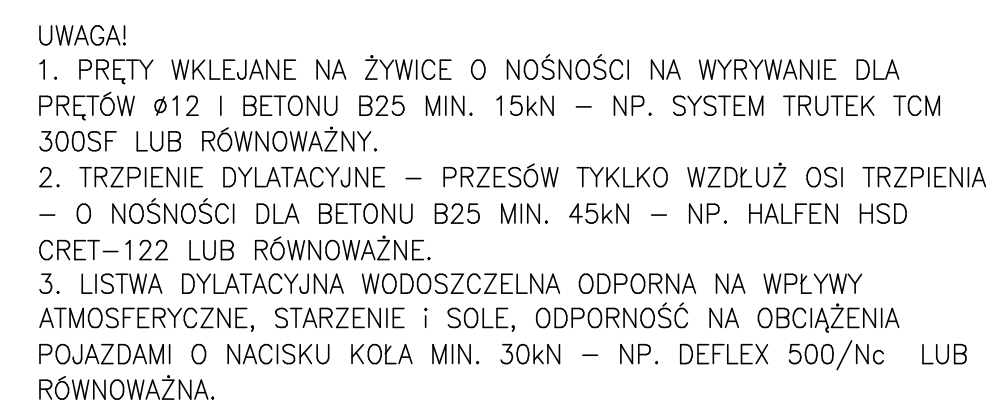 UWAGA!
1. PRĘTY WKLEJANE NA ŻYWICE O NOŚNOŚCI NA WYRYWANIE DLA
PRĘTÓW ø12 I BETONU B25 MIN. 15kN – NP. SYSTEM TRUTEK TCM
300SF LUB RÓWNOWAŻNY.
2. TRZPIENIE DYLATACYJNE – PRZESÓW TYKLKO WZDŁUŻ OSI TRZPIENIA
– O NOŚNOŚCI DLA BETONU B25 MIN. 45kN – NP. HALFEN HSD
CRET–122 LUB RÓWNOWAŻNE.
3. LISTWA DYLATACYJNA WODOSZCZELNA ODPORNA NA WPŁYWY
ATMOSFERYCZNE, STARZENIE i SOLE, ODPORNOŚĆ NA OBCIĄŻENIA
POJAZDAMI O NACISKU KOŁA MIN. 30kN – NP. DEFLEX 500/Nc LUB
RÓWNOWAŻNA.